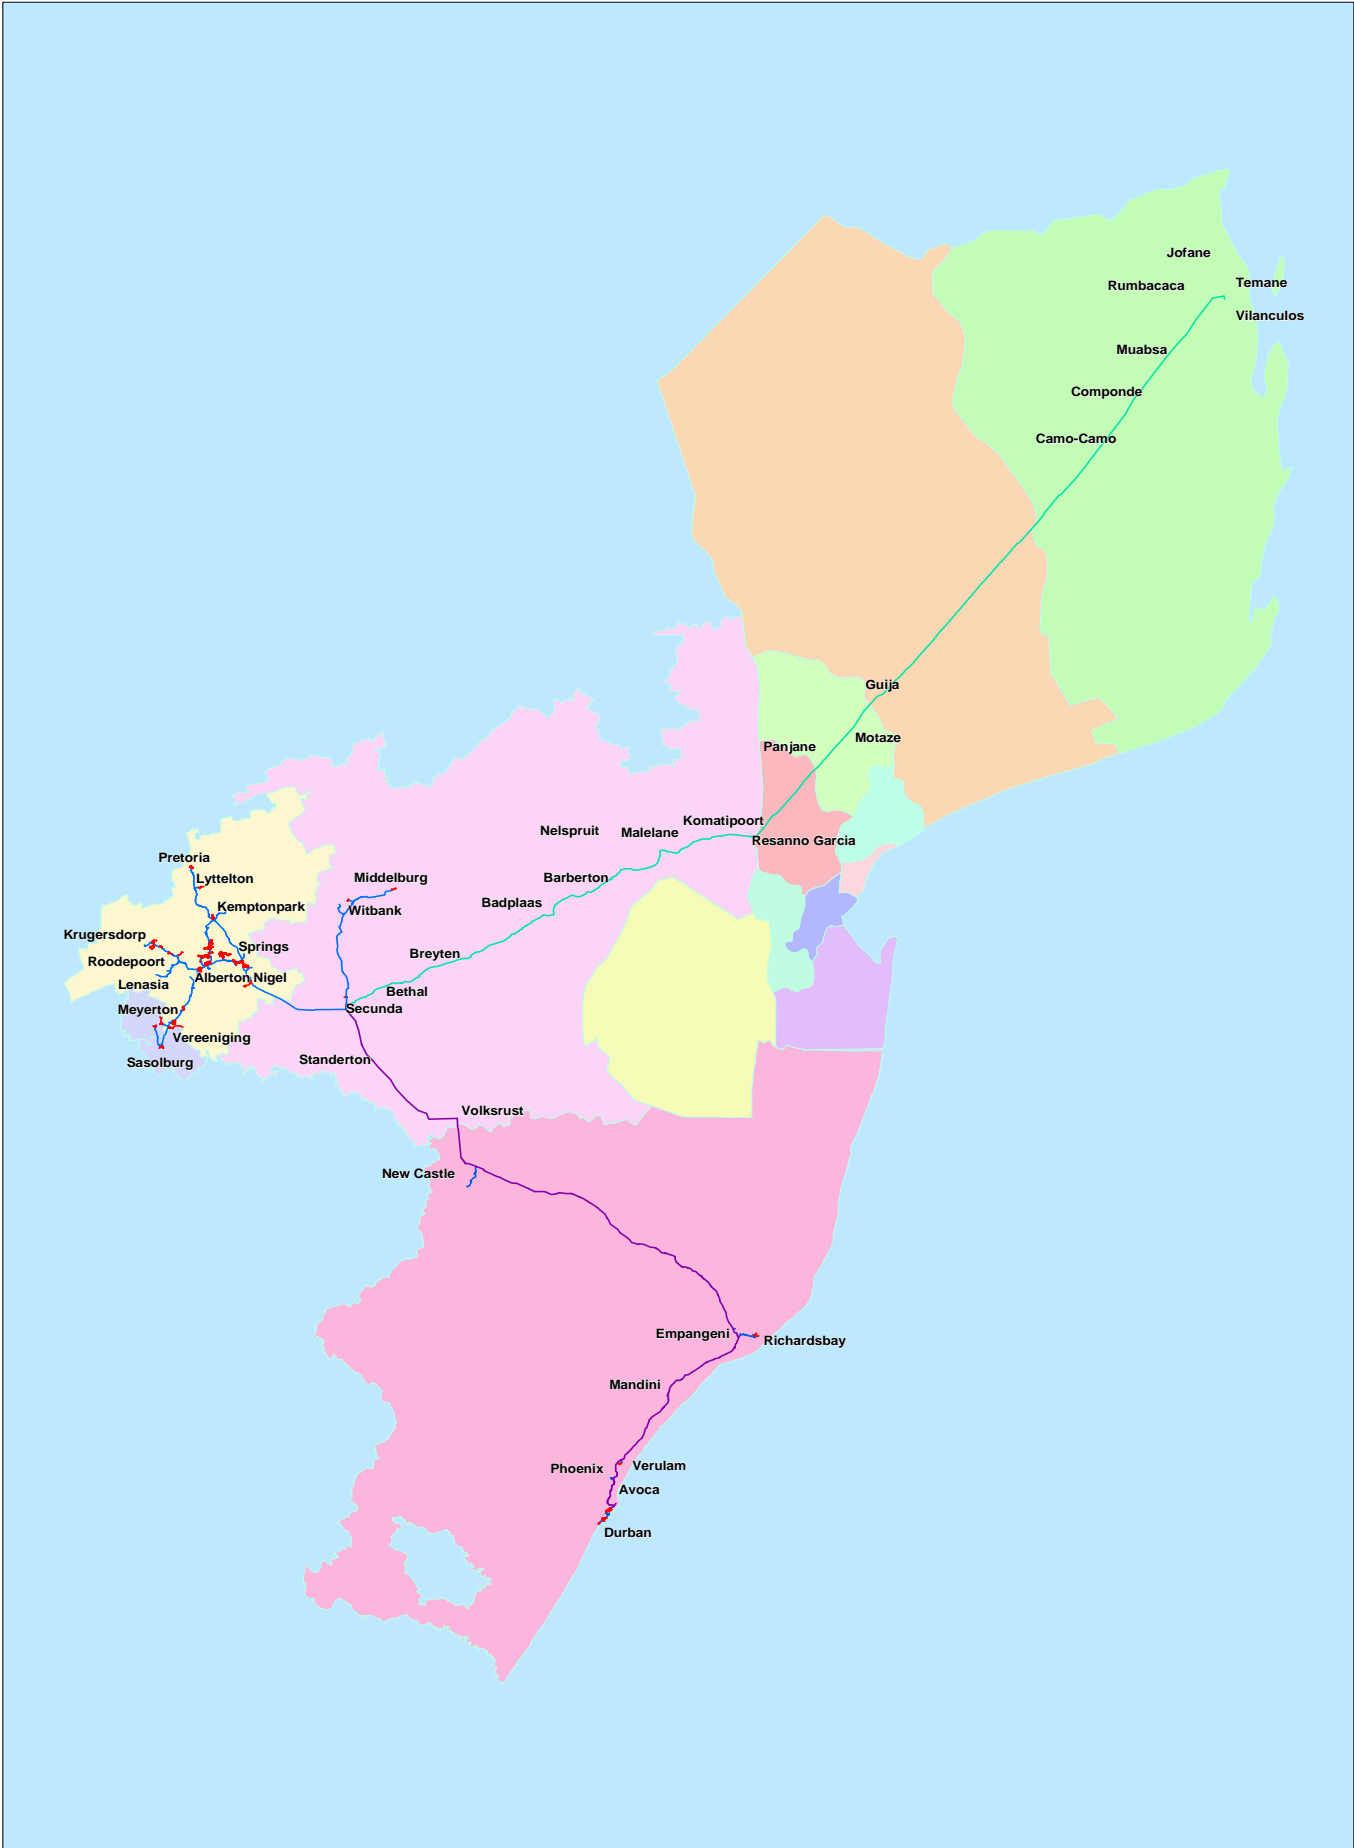 Jofane
Temane
Rumbacaca
Vilanculos
Muabsa
Componde
Camo-Camo
Guija
Motaze
Panjane
Komatipoort
Nelspruit
Malelane
Resanno Garcia
Pretoria
Lyttelton
Middelburg
Barberton
Badplaas
Kemptonpark
Witbank
Krugersdorp
Springs
Breyten
Roodepoort
Alberton
Nigel
Lenasia
Bethal
Meyerton
Secunda
Vereeniging
Standerton
Sasolburg
Volksrust
New Castle
Empangeni
Richardsbay
Mandini
Phoenix
Verulam
Avoca
Durban